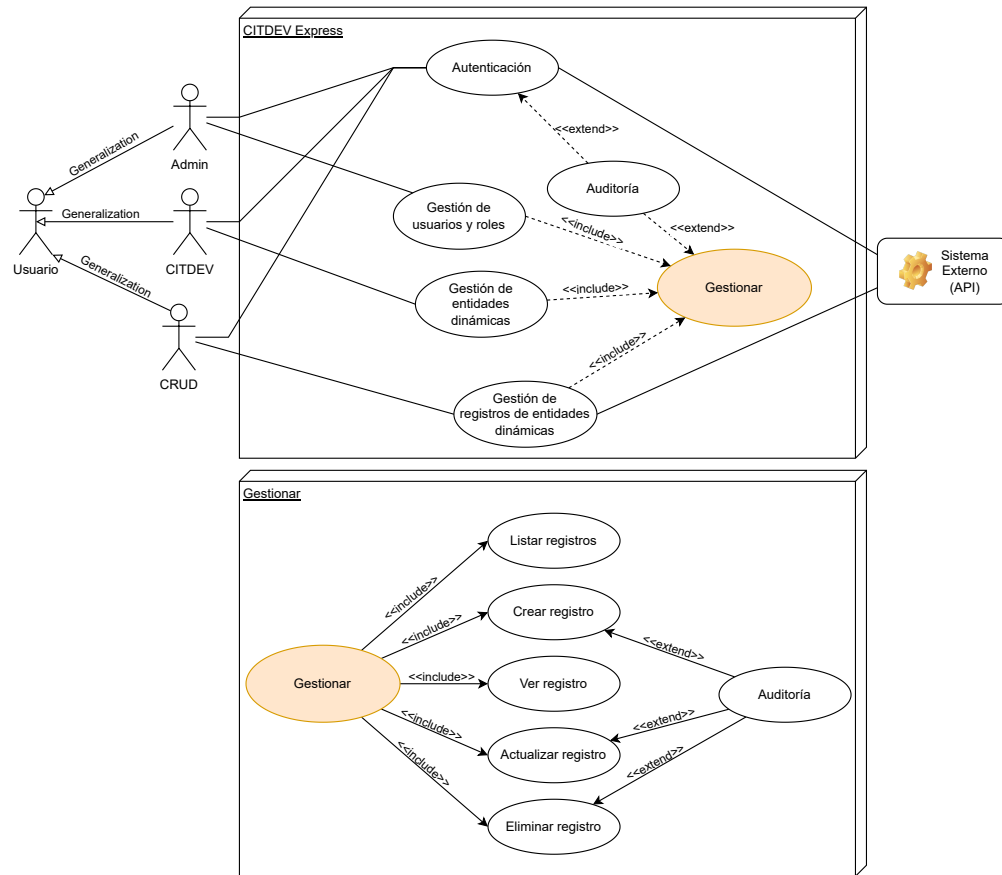 CITDEV Express
Autenticación
<<extend>>
Admin
Generalization
Auditoría
Gestión de
usuarios y roles
<<include>>
<<extend>>
Generalization
Usuario
CITDEV
Generalization
Gestión de
entidades
dinámicas
<<include>>
Gestionar
Sistema
Externo
(API)
<<include>>
CRUD
Gestión de
registros de entidades
dinámicas
Gestionar
Listar registros
<<include>>
Crear registro
<<include>>
<<extend>>
Gestionar
<<include>>
Ver registro
Auditoría
<<include>>
<<extend>>
Actualizar registro
<<include>>
<<extend>>
Eliminar registro